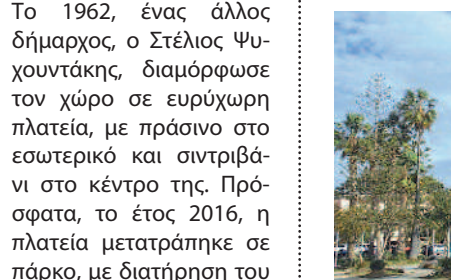 Το 1962, ένας άλλος
δήμαρχος, ο Στέλιος Ψυ-
χουντάκης, διαμόρφωσε
τον χώρο σε ευρύχωρη
πλατεία, με πράσινο στο
εσωτερικό και σιντριβά-
νι στο κέντρο της. Πρό-
σφατα, το έτος 2016, η
πλατεία μετατράπηκε σε
πάρκο, με διατήρηση του